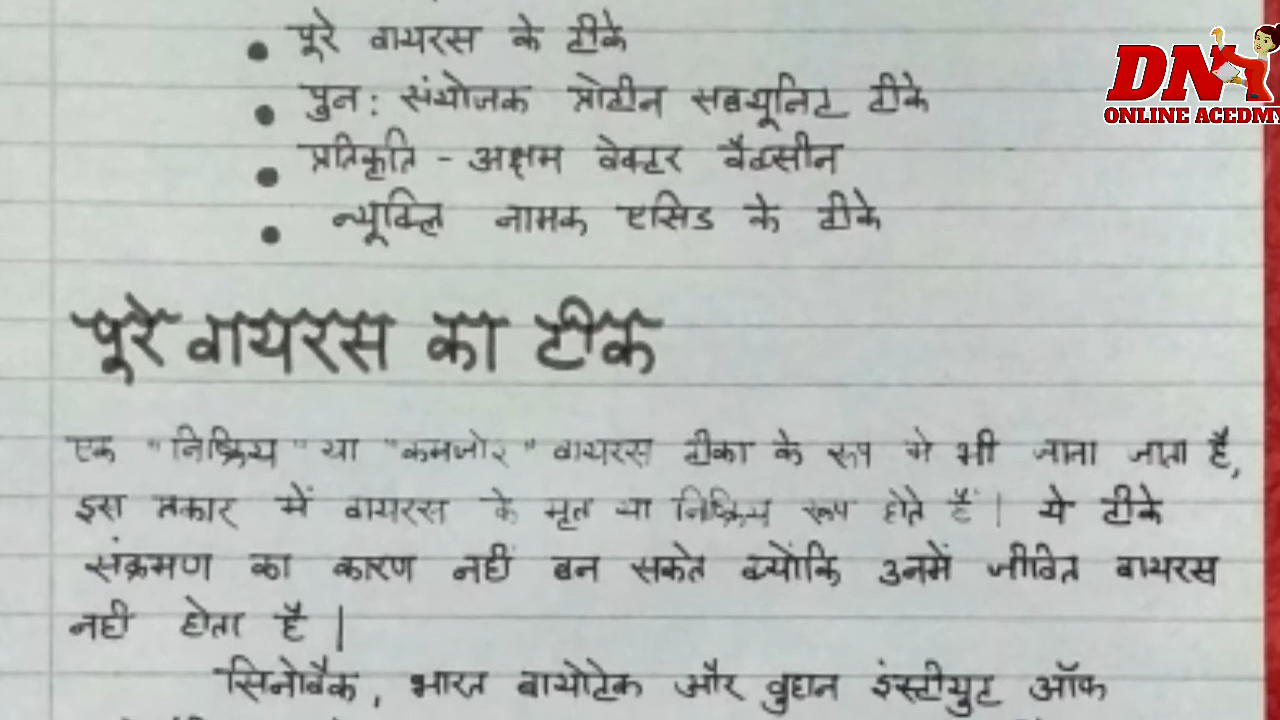 पूरे वायरस के टीके
पुन: संयोजक प्रोटीन सबयूनिट टीके
प्रतिकृति - अक्षम वेक्टर वैक्सीन
न्यूक्लि नामक एसिड के टीके
DN
ONLINE ACEDMY
पूरे वायरस का टीके
एक "निष्क्रिय" या "कमजोर" वायरस टीका के रूप मे भी जाना जाता है,
इस प्रकार में वायरस के मृत या निष्क्रिय रूप होते हैं। ये टीके
संक्रमण का कारण नहीं बन सकते क्योंकि उनमें जीवित वायरस
नही होता है।
सिनोवैक, भारत बायोटेक और वुहान इंस्टीयुट ऑफ